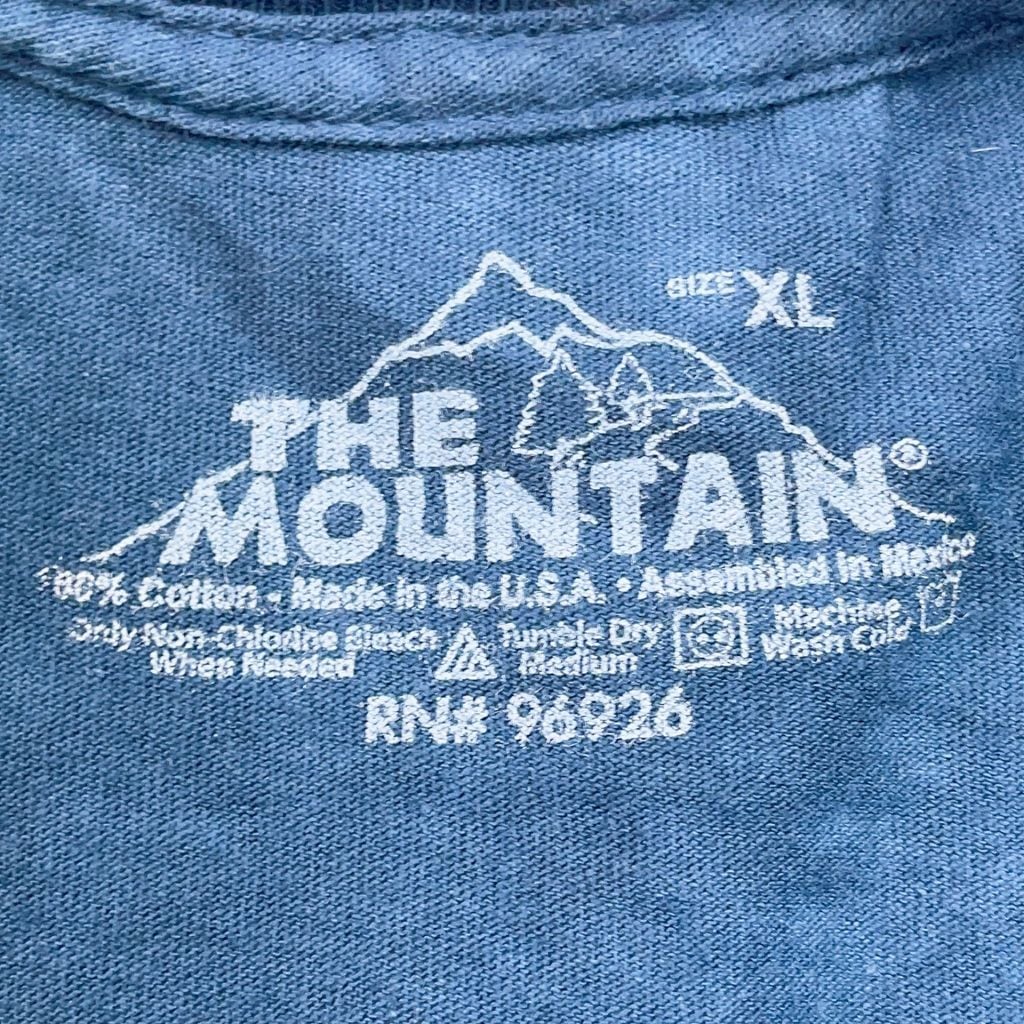 SIZE XL
THE
MOUNTAIN®
100% Cotton • Made in the U.S.A. • Assembled in Mexico
Only Non-Chlorine Bleach
When Needed
Tumble Dry
Medium
Machine
Wash Cold
RN# 96926